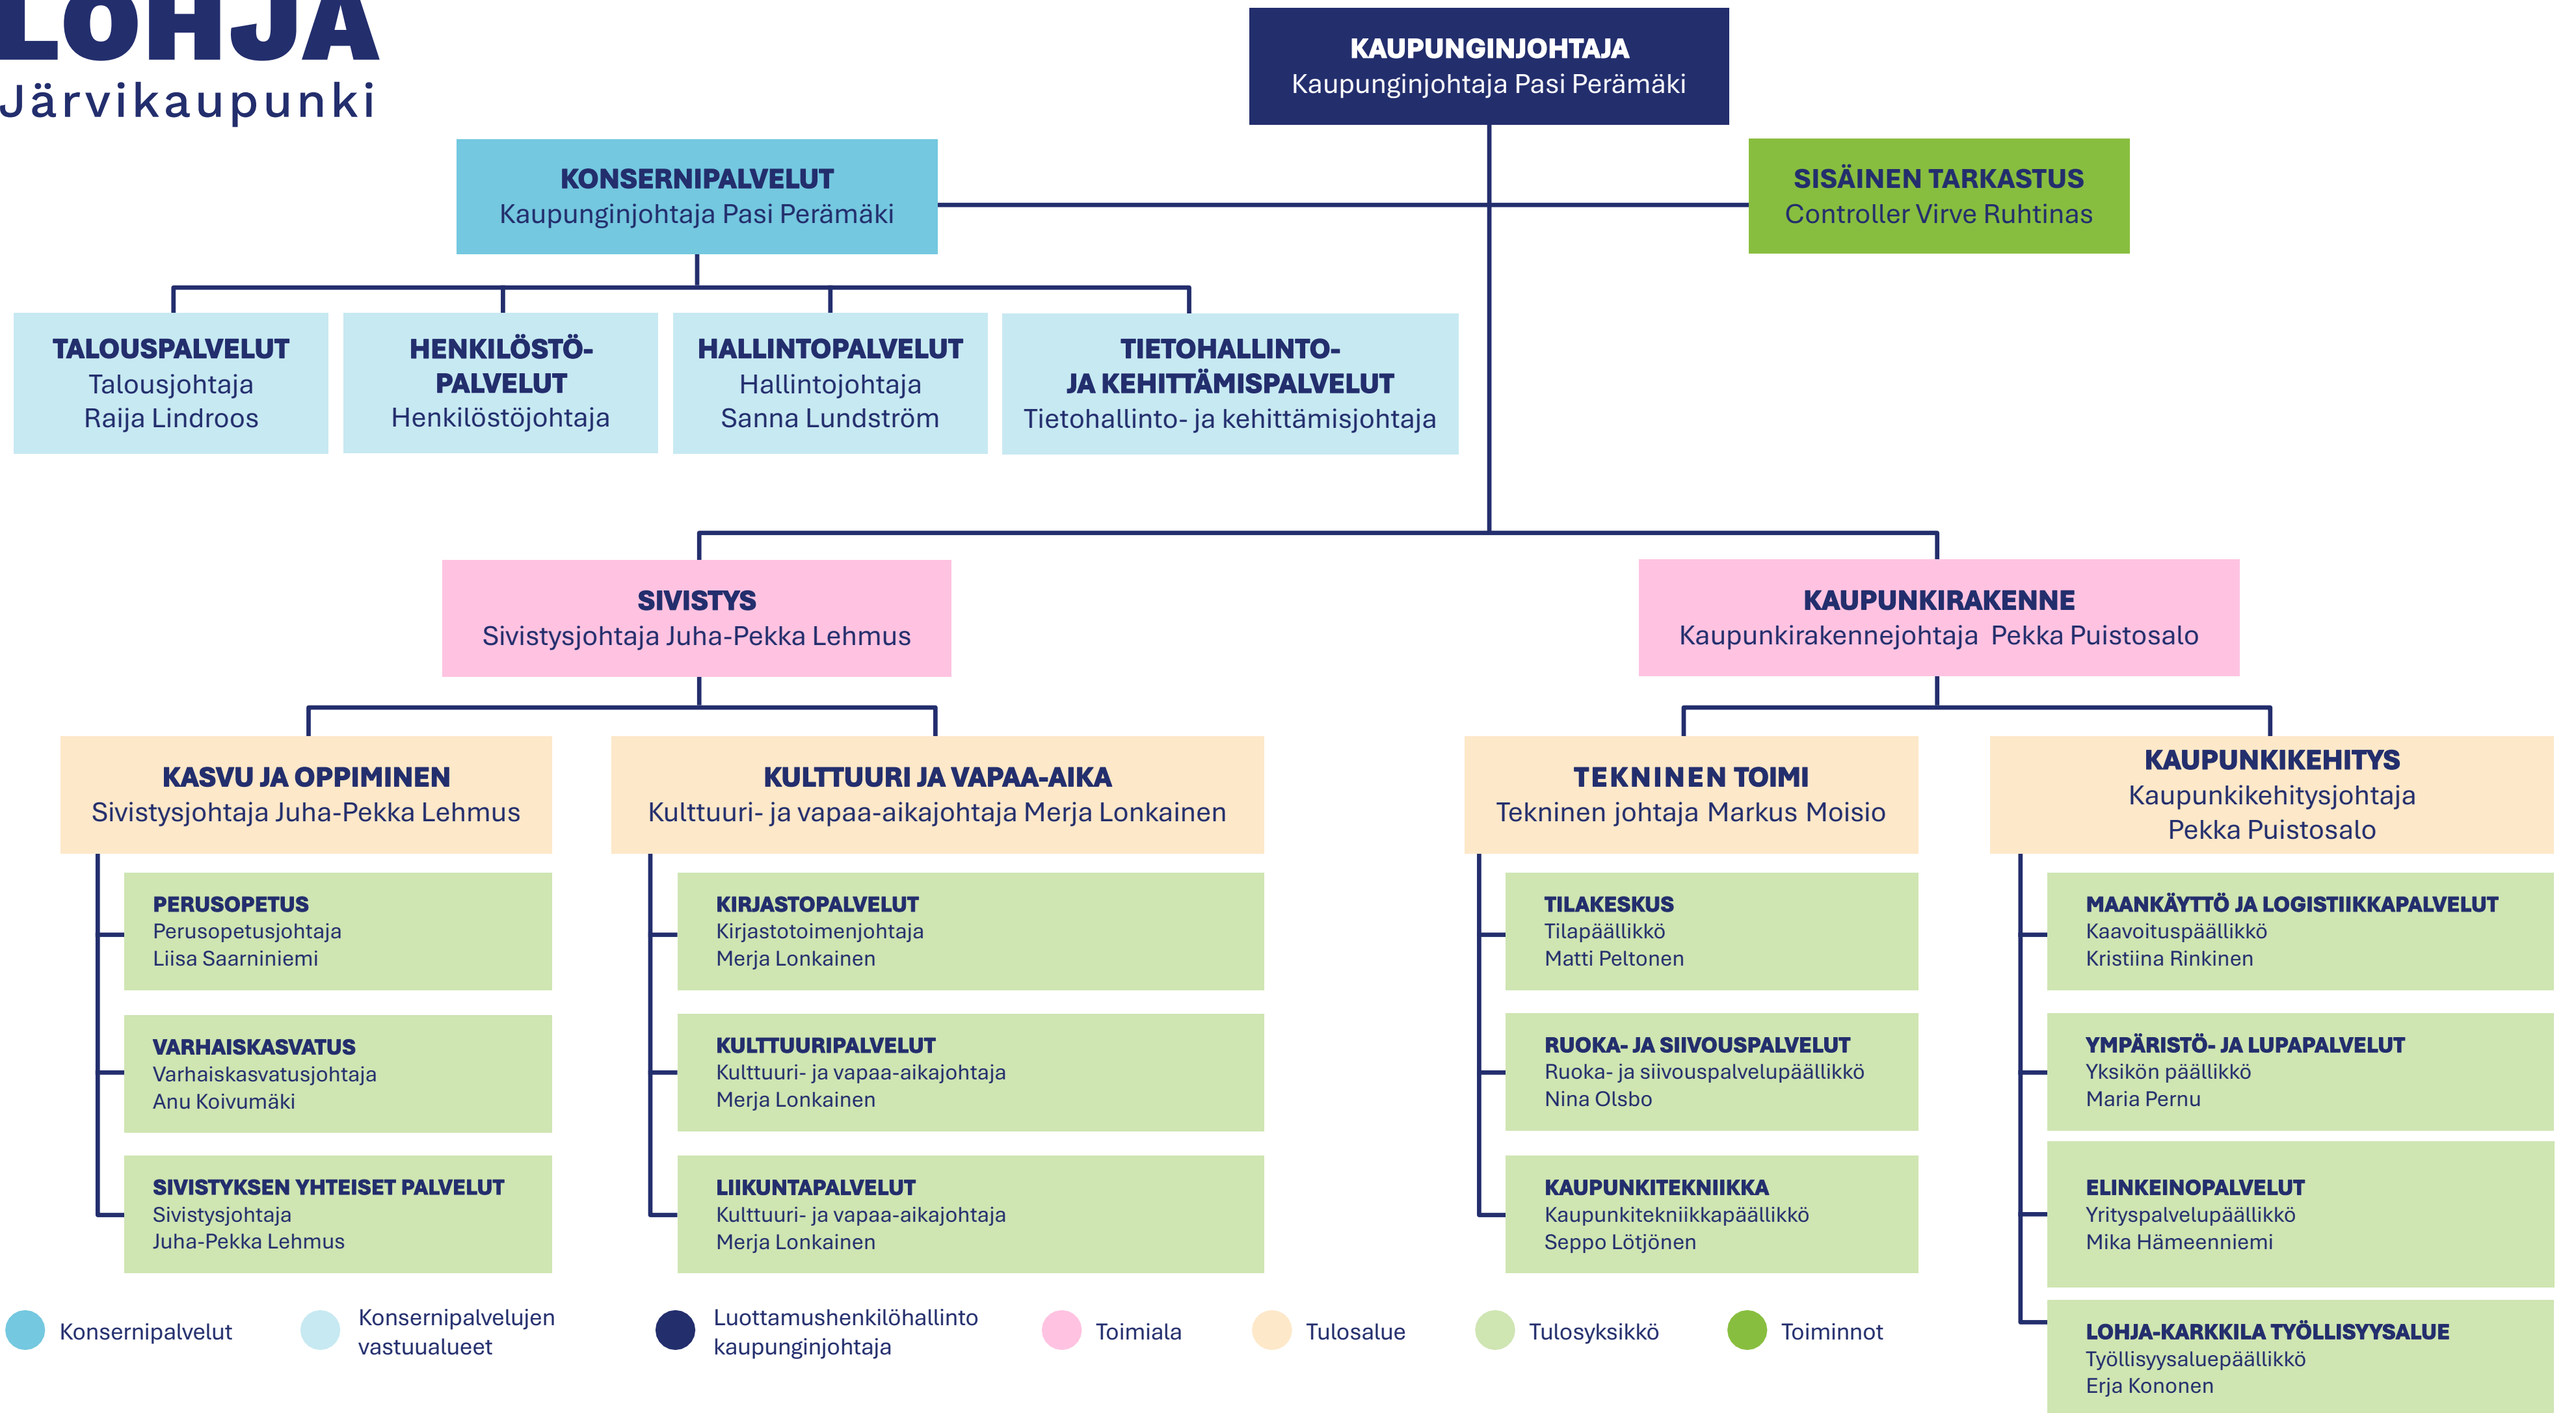 LOHJA
Järvikaupunki
KAUPUNGINJOHTAJA
Kaupunginjohtaja Pasi Perämäki
KONSERNIPALVELUT
Kaupunginjohtaja Pasi Perämäki
SISÄINEN TARKASTUS
Controller Virve Ruhtinas
TALOUSPALVELUT
Talousjohtaja
Raija Lindroos
HENKILÖSTÖ-
PALVELUT
Henkilöstöjohtaja
HALLINTOPALVELUT
Hallintojohtaja
Sanna Lundström
TIETOHALLINTO-
JA KEHITTÄMISPALVELUT
Tietohallinto- ja kehittämisjohtaja
SIVISTYS
Sivistysjohtaja Juha-Pekka Lehmus
KAUPUNKIRAKENNE
Kaupunkirakennejohtaja Pekka Puistosalo
KASVU JA OPPIMINEN
Sivistysjohtaja Juha-Pekka Lehmus
PERUSOPETUS
Perusopetusjohtaja
Liisa Saarniniemi
VARHAISKASVATUS
Varhaiskasvatusjohtaja
Anu Koivumäki
SIVISTYKSEN YHTEISET PALVELUT
Sivistysjohtaja
Juha-Pekka Lehmus
KULTTUURI JA VAPAA-AIKA
Kulttuuri- ja vapaa-aikajohtaja Merja Lonkainen
KIRJASTOPALVELUT
Kirjastotoimenjohtaja
Merja Lonkainen
KULTTUURIPALVELUT
Kulttuuri- ja vapaa-aikajohtaja
Merja Lonkainen
LIIKUNTAPALVELUT
Kulttuuri- ja vapaa-aikajohtaja
Merja Lonkainen
TEKNINEN TOIMI
Tekninen johtaja Markus Moisio
TILAKESKUS
Tilapäällikkö
Matti Peltonen
RUOKA- JA SIIVOUSPALVELUT
Ruoka- ja siivouspalvelupäällikkö
Nina Olsbo
KAUPUNKITEKNIIKKA
Kaupunkitekniikkapäällikkö
Seppo Lötjönen
KAUPUNKIKEHITYS
Kaupunkikehitysjohtaja
Pekka Puistosalo
MAANKÄYTTÖ JA LOGISTIIKKAPALVELUT
Kaavoituspäällikkö
Kristiina Rinkinen
YMPÄRISTÖ- JA LUPAPALVELUT
Yksikön päällikkö
Maria Pernu
ELINKEINOPALVELUT
Yrityspalvelupäällikkö
Mika Hämeenniemi
LOHJA-KARKKILA TYÖLLISYYSALUE
Työllisyysaluepäällikkö
Erja Kononen
Konsernipalvelut
Konsernipalvelujen
vastuualueet
Luottamushenkilöhallinto
kaupunginjohtaja
Toimiala
Tulosalue
Tulosyksikkö
Toiminnot